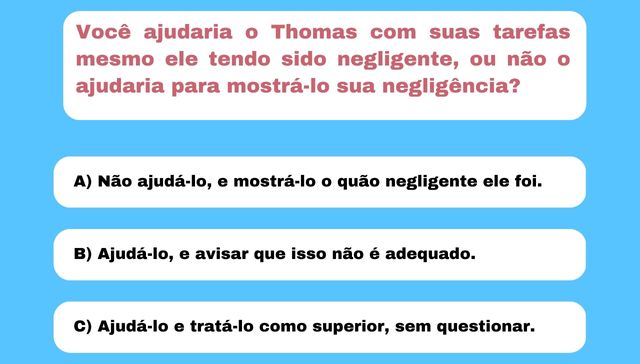 Você ajudaria o Thomas com suas tarefas
mesmo ele tendo sido negligente, ou não o
ajudaria para mostrá-lo sua negligência?
A) Não ajudá-lo, e mostrá-lo o quão negligente ele foi.
B) Ajudá-lo, e avisar que isso não é adequado.
C) Ajudá-lo e tratá-lo como superior, sem questionar.